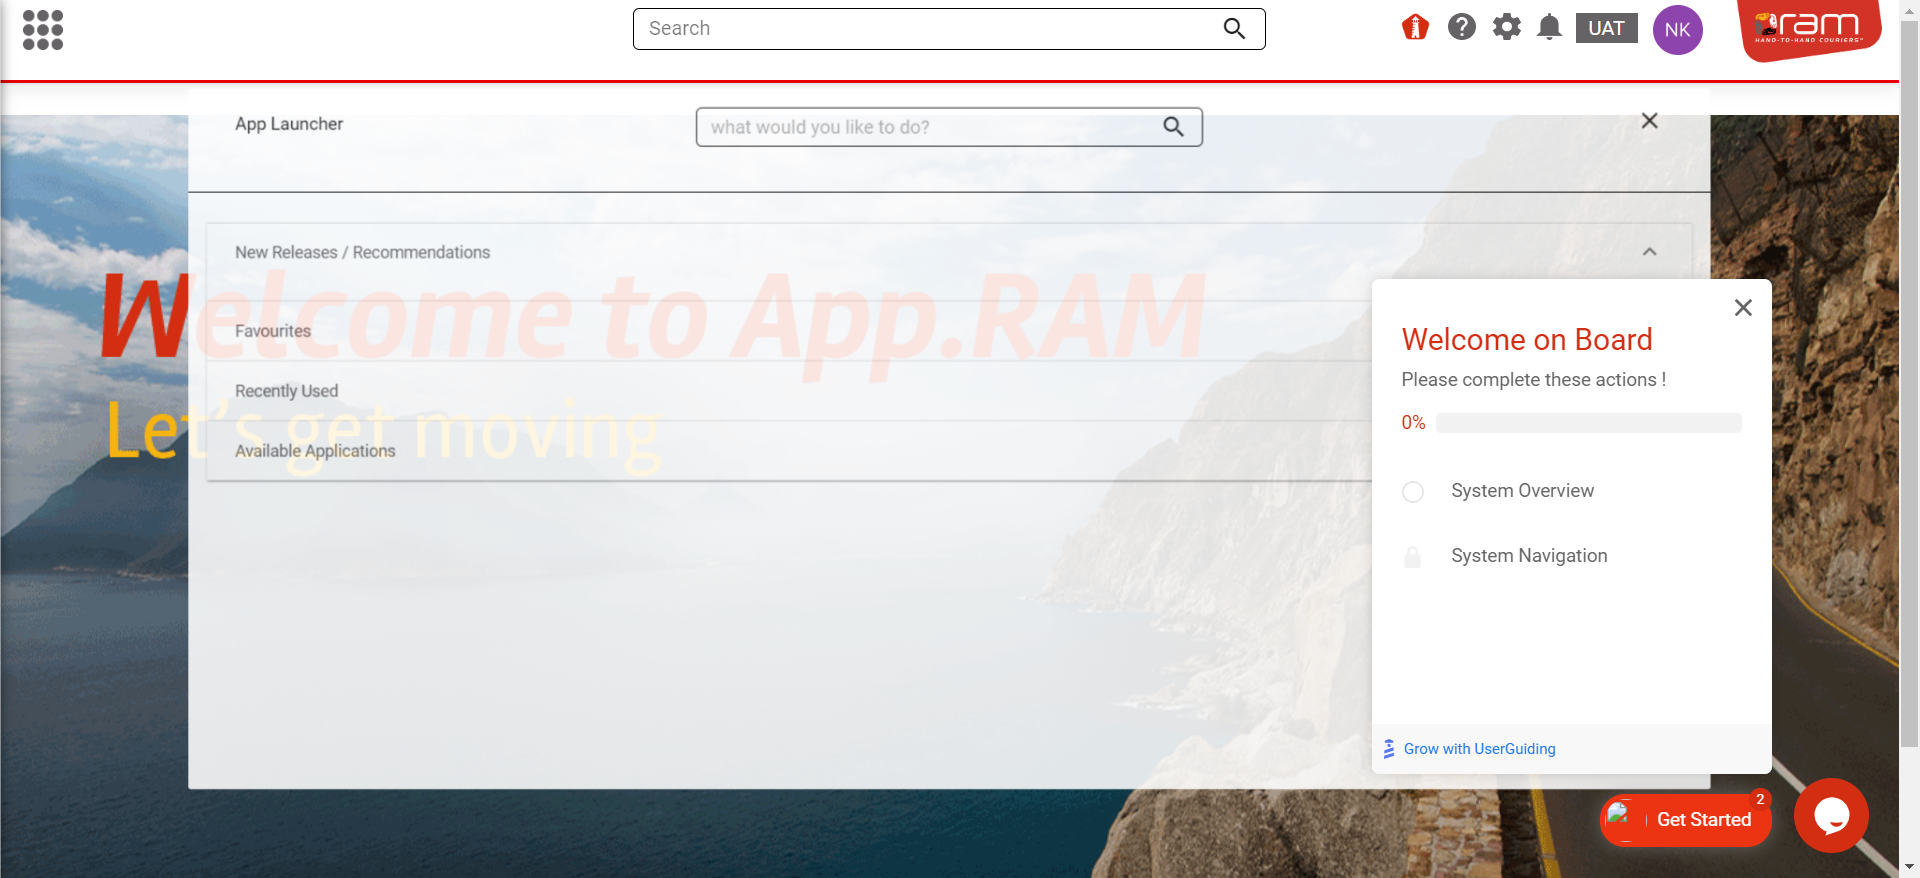 Search
UAT
NK
ram
HAND-TO-HAND COURIERS
App Launcher
what would you like to do?
New Releases / Recommendations
Welcome to App.RAM
Favourites
Recently Used
Let's get moving
Available Applications
Welcome on Board
Please complete these actions !
0%
System Overview
System Navigation
Grow with UserGuiding
2
Get Started